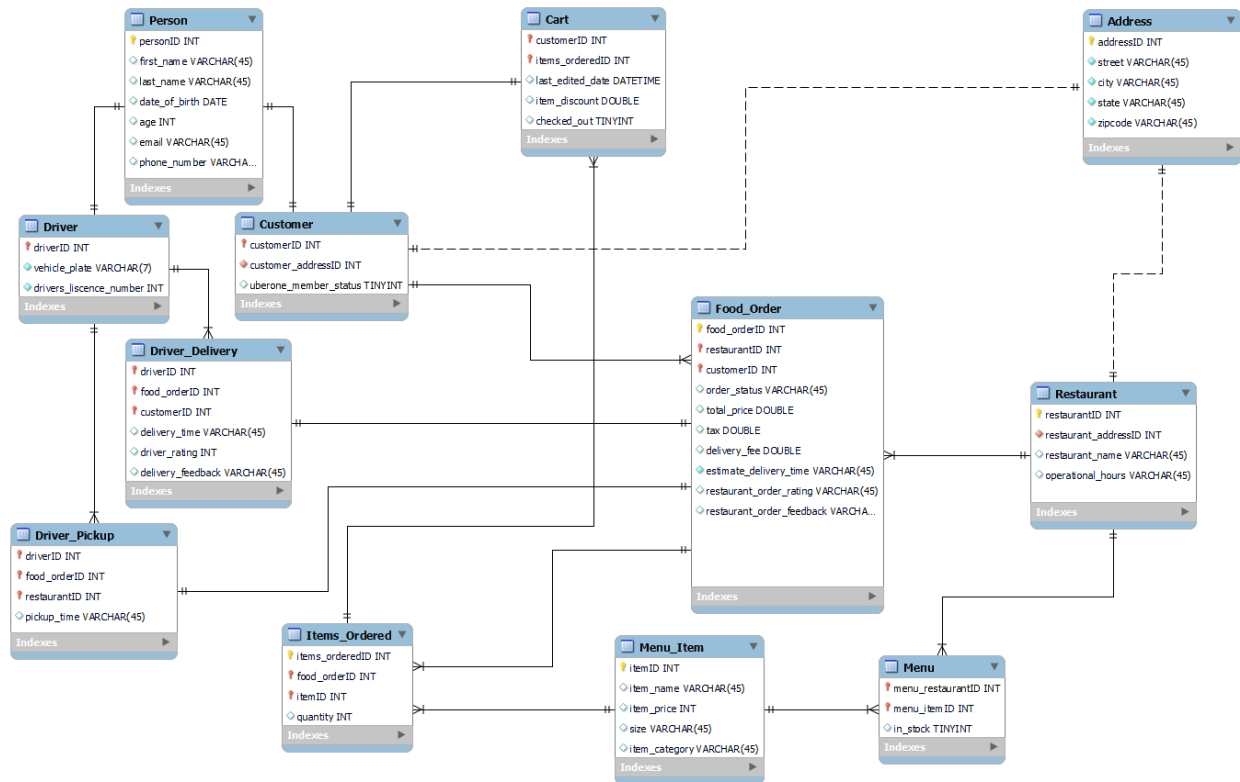 Person
personID INT
first_name VARCHAR(45)
last_name VARCHAR(45)
date_of_birth DATE
age INT
email VARCHAR(45)
phone_number VARCHA...
Indexes
Cart
customerID INT
items_orderedID INT
last_edited_date DATETIME
item_discount DOUBLE
checked_out TINYINT
Indexes
Address
addressID INT
street VARCHAR(45)
city VARCHAR(45)
state VARCHAR(45)
zipcode VARCHAR(45)
Indexes
Driver
driverID INT
vehicle_plate VARCHAR(7)
drivers_liscence_number INT
Indexes
Customer
customerID INT
customer_addressID INT
uberone_member_status TINYINT
Indexes
Driver_Delivery
driverID INT
food_orderID INT
customerID INT
delivery_time VARCHAR(45)
driver_rating INT
delivery_feedback VARCHAR(45)
Indexes
Food_Order
food_orderID INT
restaurantID INT
customerID INT
order_status VARCHAR(45)
total_price DOUBLE
tax DOUBLE
delivery_fee DOUBLE
estimate_delivery_time VARCHAR(45)
restaurant_order_rating VARCHAR(45)
restaurant_order_feedback VARCHA...
Indexes
Restaurant
restaurantID INT
restaurant_addressID INT
restaurant_name VARCHAR(45)
operational_hours VARCHAR(45)
Indexes
Driver_Pickup
driverID INT
food_orderID INT
restaurantID INT
pickup_time VARCHAR(45)
Indexes
Items_Ordered
items_orderedID INT
food_orderID INT
itemID INT
quantity INT
Indexes
Menu_Item
itemID INT
item_name VARCHAR(45)
item_price INT
size VARCHAR(45)
item_category VARCHAR(45)
Indexes
Menu
menu_restaurantID INT
menu_itemID INT
in_stock TINYINT
Indexes